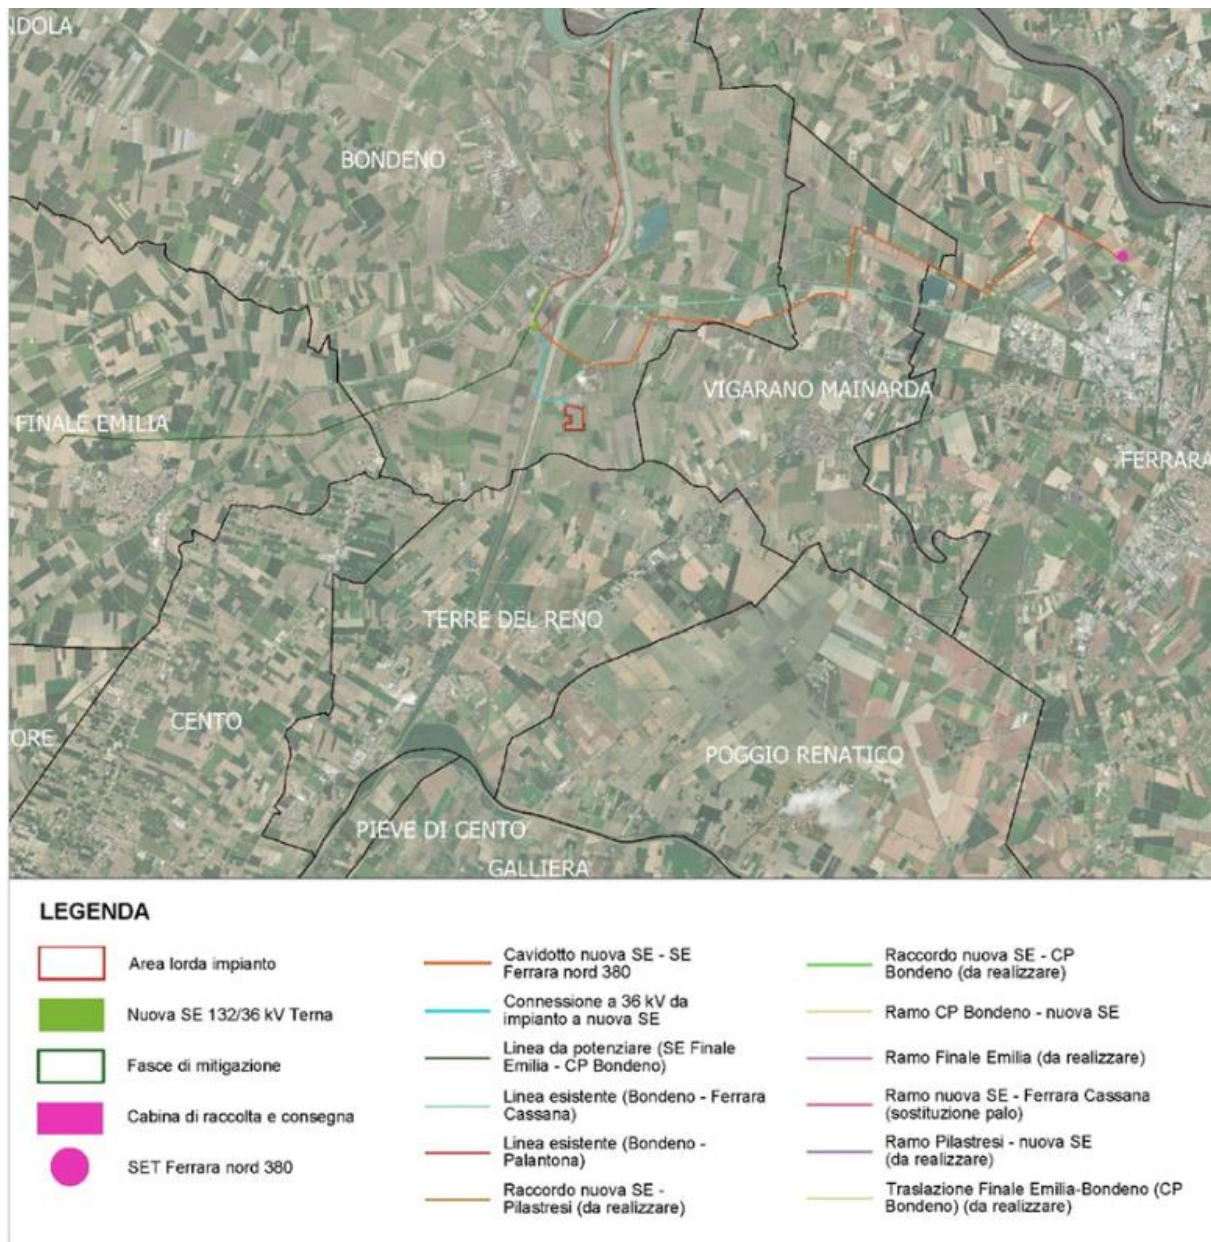 NDOLA
BONDENO
FINALE EMILIA
VIGARANO MAINARDA
FERRARA
TERRE DEL RENO
CENTO
ORE
POGGIO RENATICO
PIEVE DI CENTO
GALLIERA
LEGENDA
Area lorda impianto
Nuova SE 132/36 kV Terna
Fasce di mitigazione
Cabina di raccolta e consegna
SET Ferrara nord 380
Cavidotto nuova SE - SE
Ferrara nord 380
Connessione a 36 kV da
impianto a nuova SE
Linea da potenziare (SE Finale
Emilia - CP Bondeno)
Linea esistente (Bondeno - Ferrara
Cassana)
Linea esistente (Bondeno -
Palantona)
Raccordo nuova SE -
Pilastresi (da realizzare)
Raccordo nuova SE - CP
Bondeno (da realizzare)
Ramo CP Bondeno - nuova SE
Ramo Finale Emilia (da realizzare)
Ramo nuova SE - Ferrara Cassana
(sostituzione palo)
Ramo Pilastresi - nuova SE
(da realizzare)
Traslazione Finale Emilia-Bondeno (CP
Bondeno) (da realizzare)